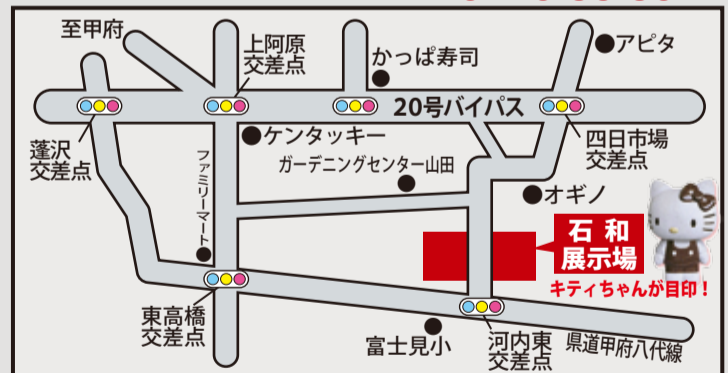 至甲府
上阿原
交差点
かっぱ寿司
アピタ
20号バイパス
蓬沢
交差点
ケンタッキー
四日市場
交差点
ファミリーマート
ガーデニングセンター山田
オギノ
石和
展示場
キティちゃんが目印！
東高橋
交差点
富士見小
河内東
交差点
県道甲府八代線